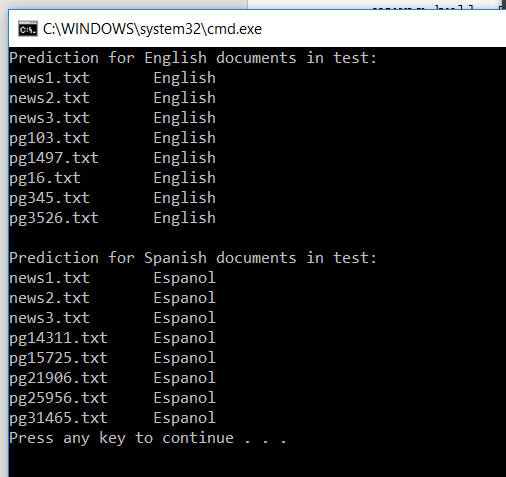 C:\WINDOWS\system32\cmd.exe
Prediction for English documents in test:
news1.txt English
news2.txt English
news3.txt English
pg103.txt English
pg1497.txt English
pg16.txt English
pg345.txt English
pg3526.txt English

Prediction for Spanish documents in test:
news1.txt Espanol
news2.txt Espanol
news3.txt Espanol
pg14311.txt Espanol
pg15725.txt Espanol
pg21906.txt Espanol
pg25956.txt Espanol
pg31465.txt Espanol
Press any key to continue . . .